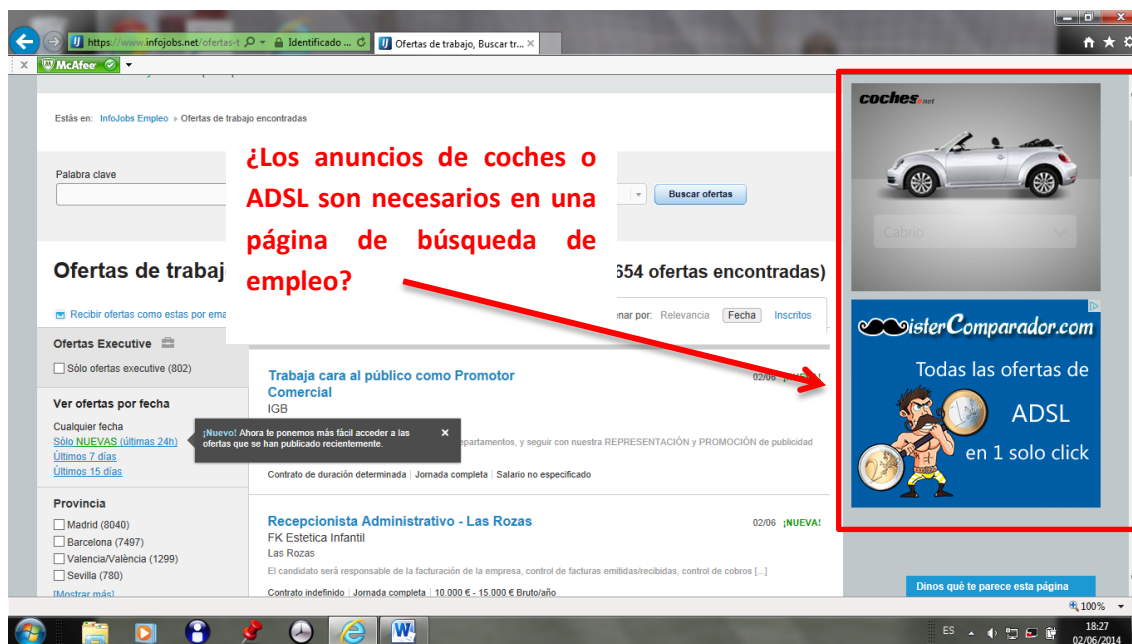 https://www.infojobs.net/ofertas-t
Identificado ...
Ofertas de trabajo, Buscar tr...
McAfee
Estás en: InfoJobs Empleo Ofertas de trabajo encontradas
Palabra clave
Buscar ofertas
¿Los anuncios de coches o
ADSL son necesarios en una
página de búsqueda de
empleo?
654 ofertas encontradas)
Recibir ofertas como estas por
Relevancia Fecha Inscritos
Ofertas Executive
Sólo ofertas executive (802)
Ver ofertas por fecha
Cualquier fecha
Sólo NUEVAS (últimas 24h)
Últimos 7 días
Últimos 15 días
¡Nuevo! Ahora te ponemos más fácil acceder a las
ofertas que se han publicado recientemente.
Provincia
Madrid (8040)
Barcelona (7497)
Valencia/València (1299)
Sevilla (780)
[Mostrar más]
Trabaja cara al público como Promotor
Comercial
02/06 ¡NUEVA!
IGB
y seguir con nuestra REPRESENTACIÓN y PROMOCIÓN de publicidad
Contrato de duración determinada | Jornada completa | Salario no especificado
Recepcionista Administrativo - Las Rozas
02/06 ¡NUEVA!
FK Estetica Infantil
Las Rozas
El candidato será responsable de la facturación de la empresa, control de facturas emitidas/recibidas, control de cobros [...]
Contrato indefinido | Jornada completa | 10.000 € - 15.000 € Bruto/año
coches.net
Cabrio
misterComparador.com
Todas las ofertas de
ADSL
en 1 solo click
Dinos qué te parece esta página
100%
ES
18:27
02/06/2014